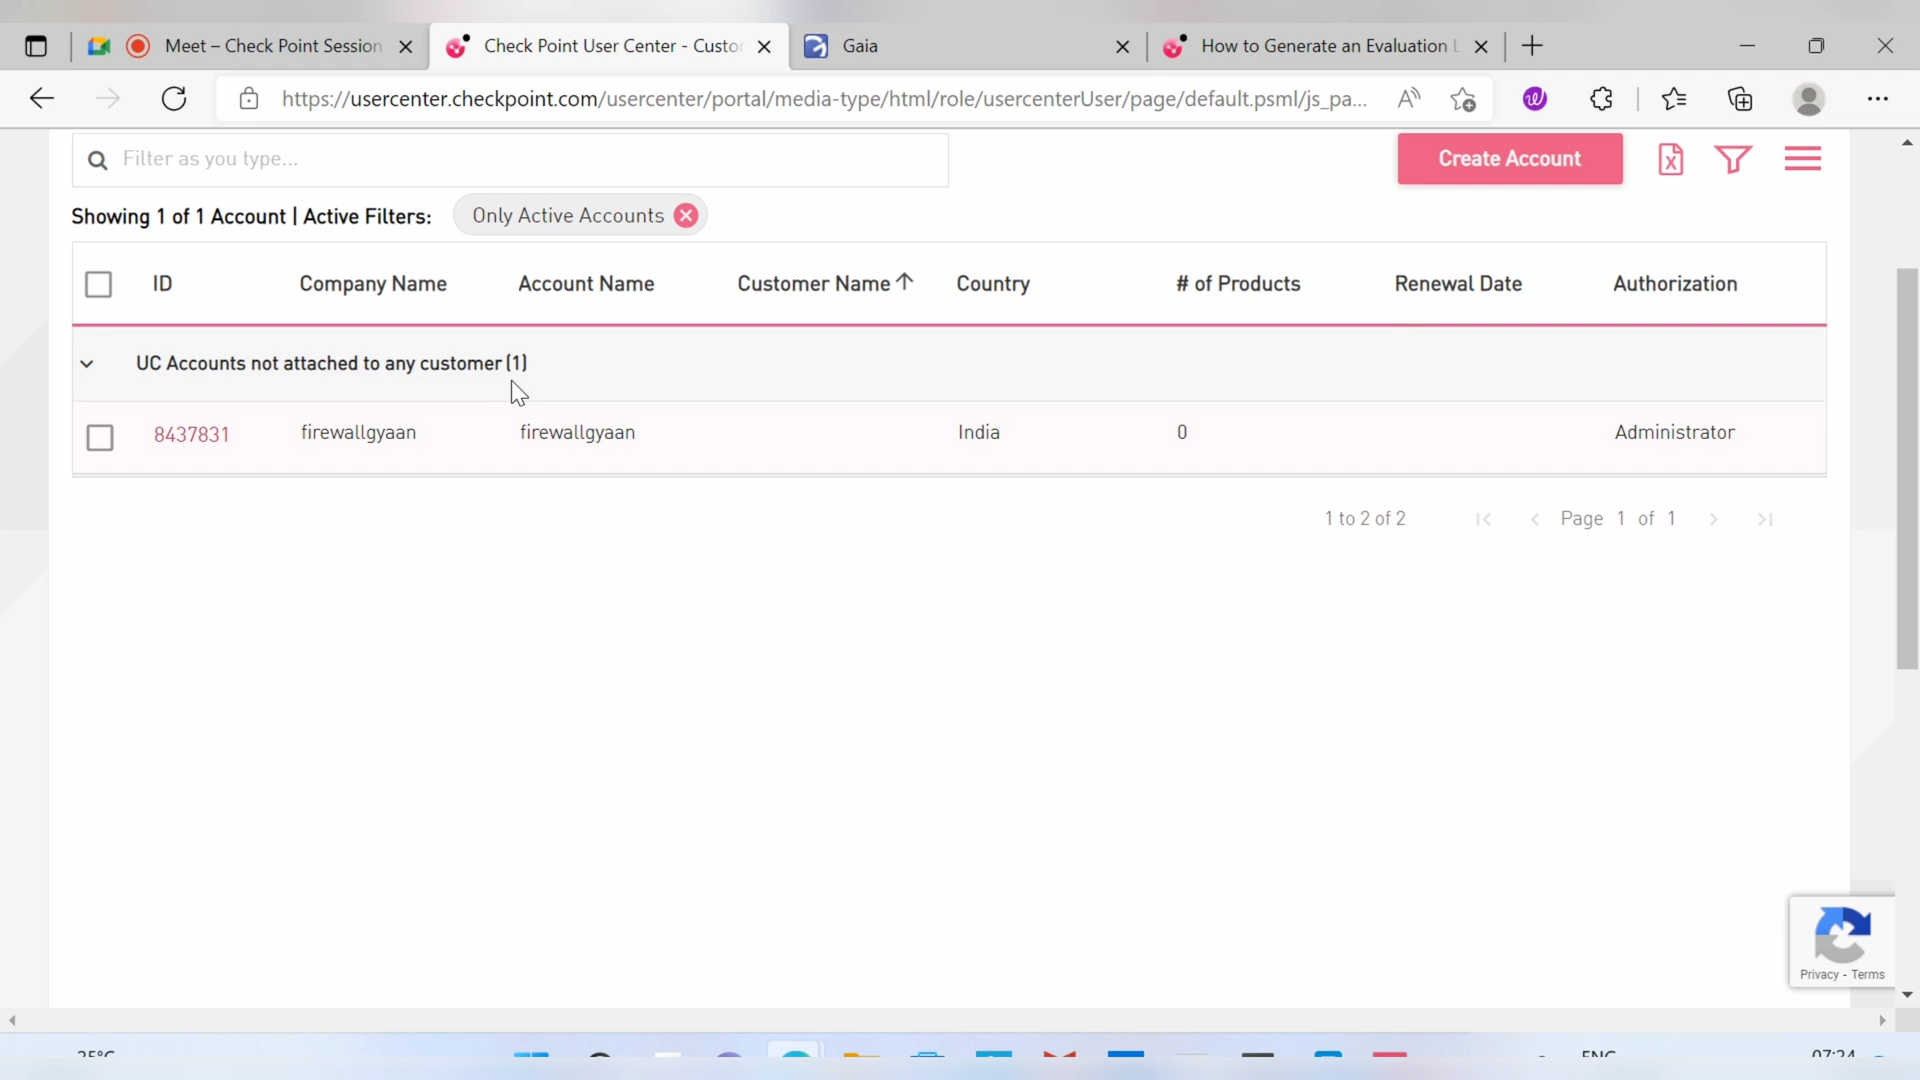 Meet – Check Point Session
Check Point User Center - Custo
Gaia
How to Generate an Evaluation L
https://usercenter.checkpoint.com/usercenter/portal/media-type/html/role/usercenterUser/page/default.psml/js_pa...
Filter as you type...
Create Account
Showing 1 of 1 Account | Active Filters: Only Active Accounts
ID Company Name Account Name Customer Name Country # of Products Renewal Date Authorization
UC Accounts not attached to any customer (1)
8437831 firewallgyaan firewallgyaan India 0 Administrator
1 to 2 of 2 Page 1 of 1
Privacy - Terms
25°C ENG 07:24